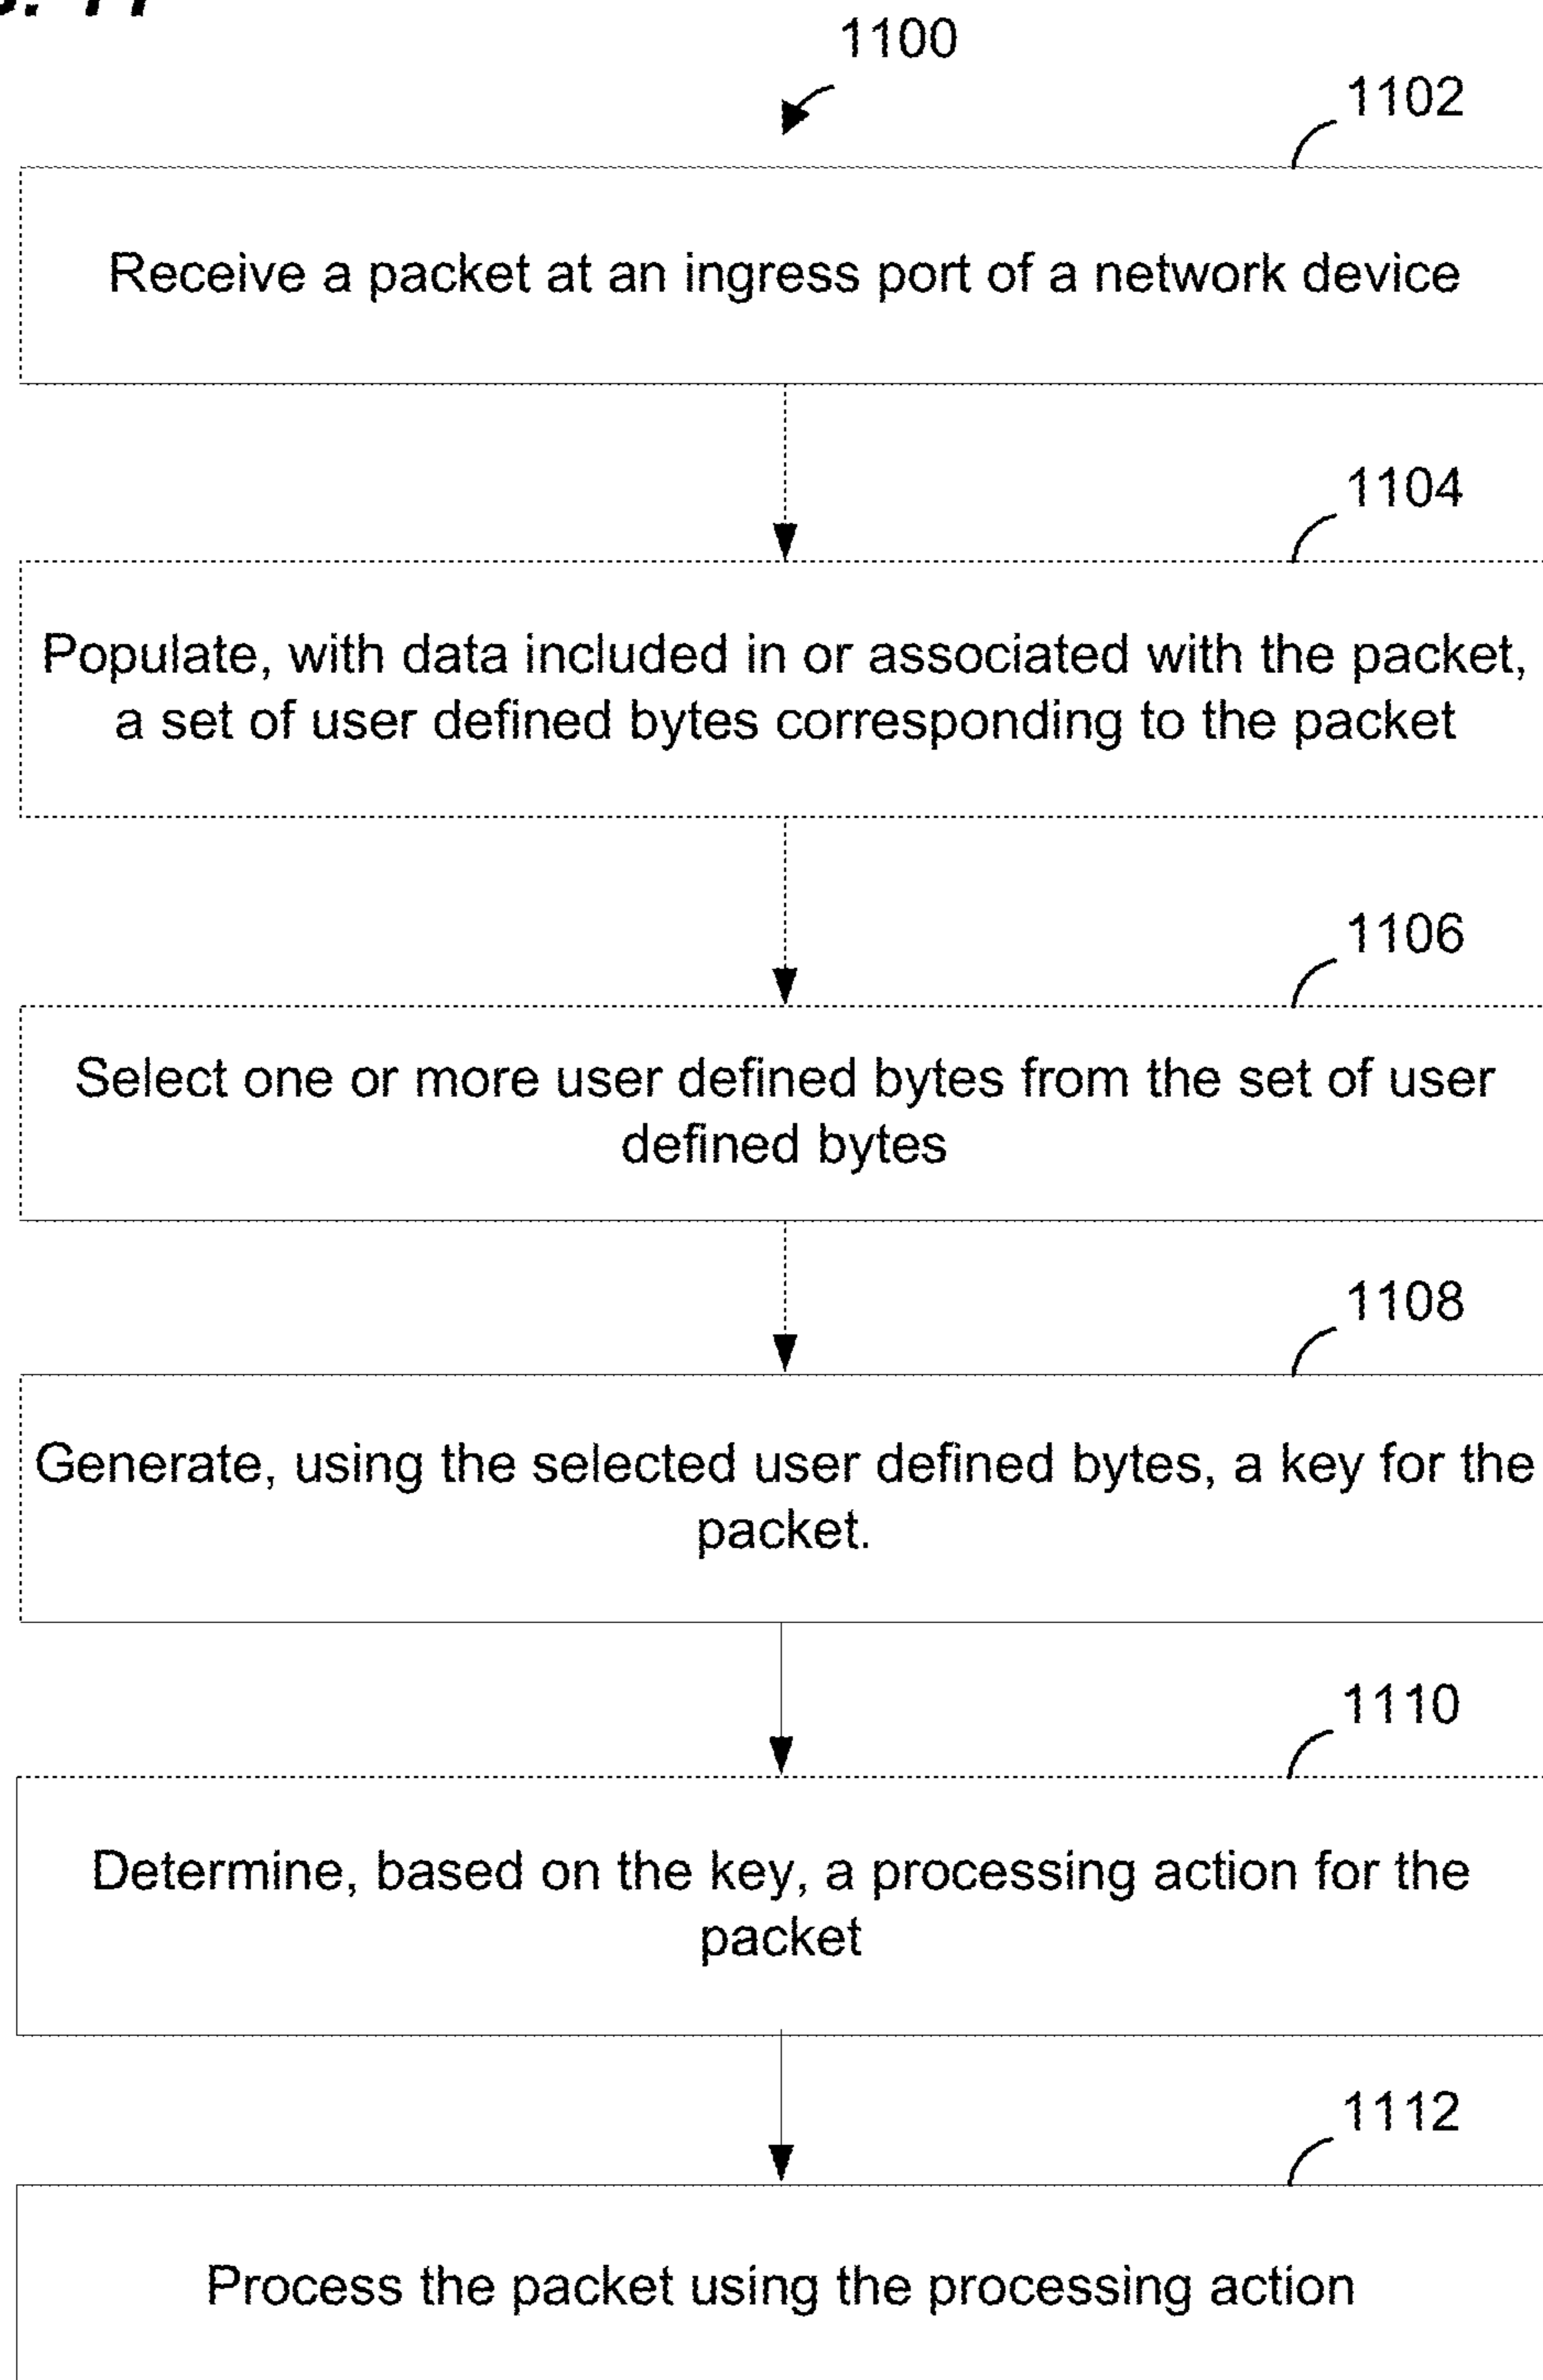 11
1100
1102
Receive a packet at an ingress port of a network device
1104
Populate, with data included in or associated with the packet,
a set of user defined bytes corresponding to the packet
1106
Select one or more user defined bytes from the set of user
defined bytes
1108
Generate, using the selected user defined bytes, a key for the
packet.
1110
Determine, based on the key, a processing action for the
packet
1112
Process the packet using the processing action